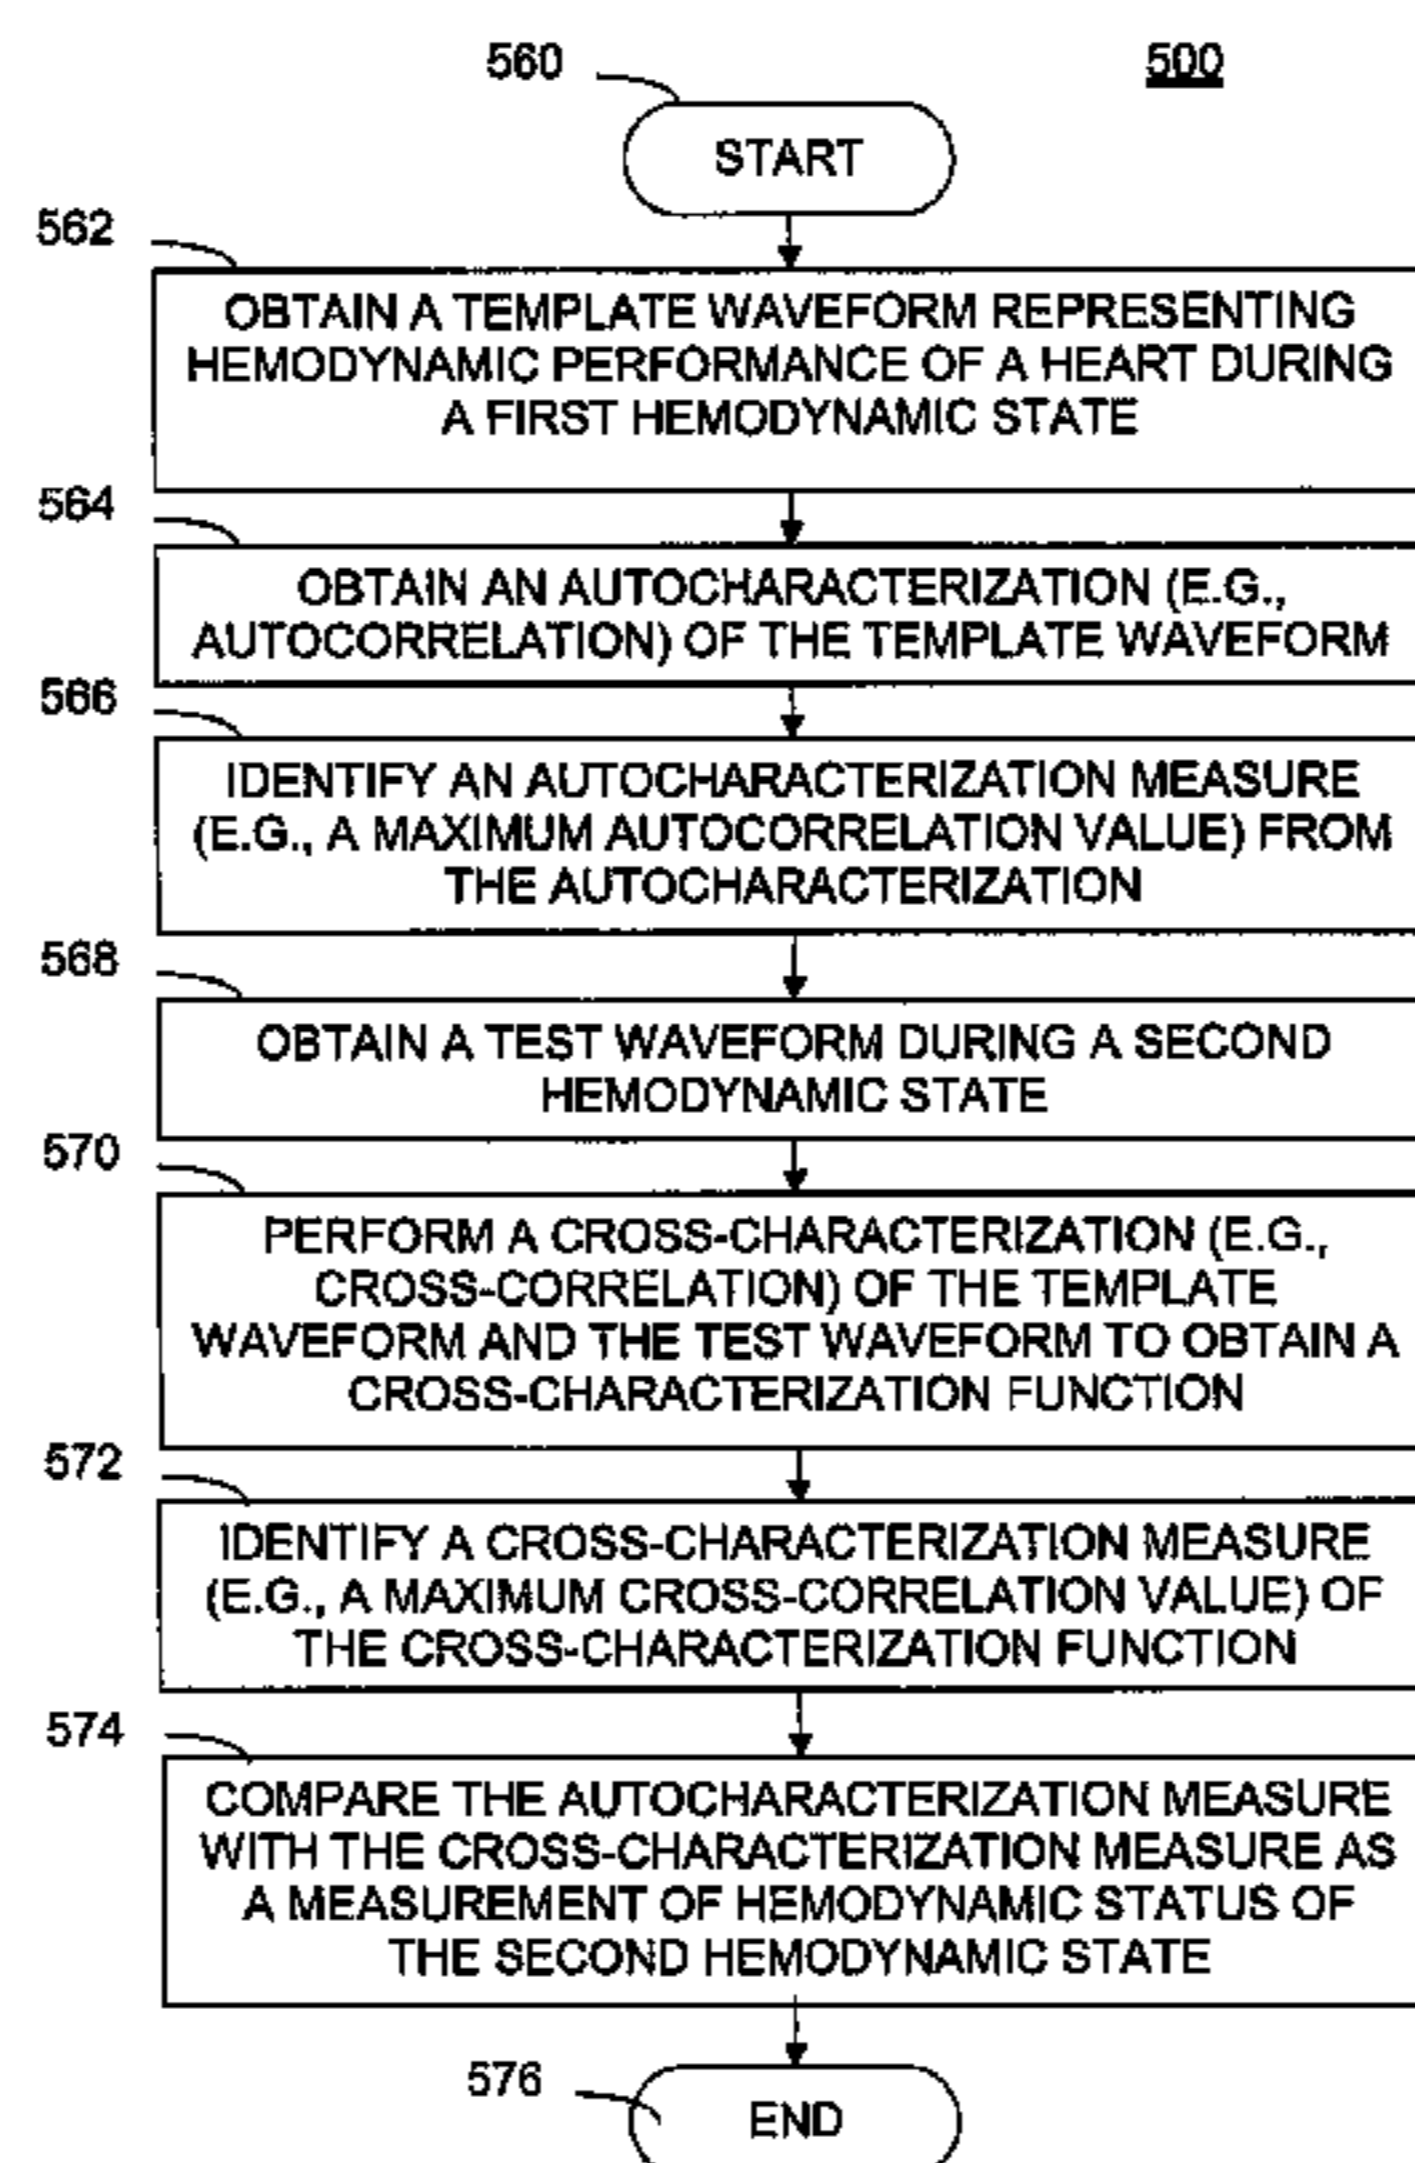 560
500
START
562
OBTAIN A TEMPLATE WAVEFORM REPRESENTING
HEMODYNAMIC PERFORMANCE OF A HEART DURING
A FIRST HEMODYNAMIC STATE
564
OBTAIN AN AUTOCHARACTERIZATION (E.G.,
AUTOCORRELATION) OF THE TEMPLATE WAVEFORM
566
IDENTIFY AN AUTOCHARACTERIZATION MEASURE
(E.G., A MAXIMUM AUTOCORRELATION VALUE) FROM
THE AUTOCHARACTERIZATION
568
OBTAIN A TEST WAVEFORM DURING A SECOND
HEMODYNAMIC STATE
570
PERFORM A CROSS-CHARACTERIZATION (E.G.,
CROSS-CORRELATION) OF THE TEMPLATE
WAVEFORM AND THE TEST WAVEFORM TO OBTAIN A
CROSS-CHARACTERIZATION FUNCTION
572
IDENTIFY A CROSS-CHARACTERIZATION MEASURE
(E.G., A MAXIMUM CROSS-CORRELATION VALUE) OF
THE CROSS-CHARACTERIZATION FUNCTION
574
COMPARE THE AUTOCHARACTERIZATION MEASURE
WITH THE CROSS-CHARACTERIZATION MEASURE AS
A MEASUREMENT OF HEMODYNAMIC STATUS OF
THE SECOND HEMODYNAMIC STATE
576
END